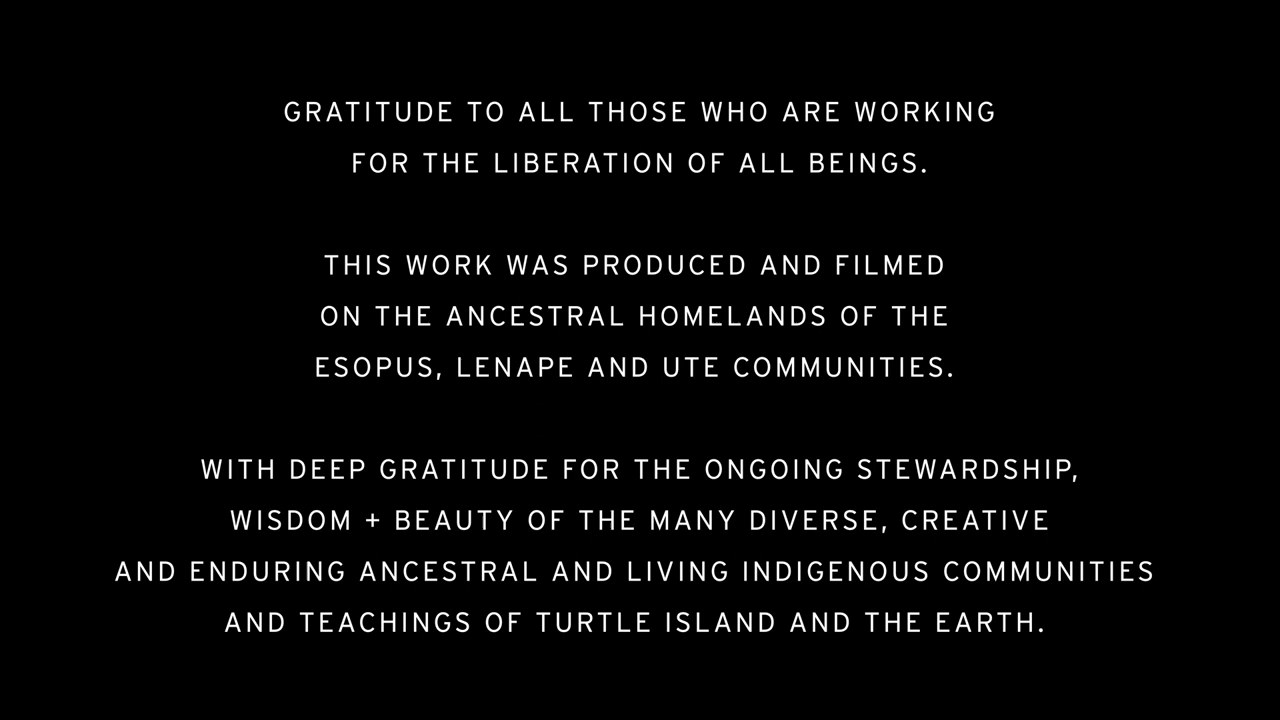 GRATITUDE TO ALL THOSE WHO ARE WORKING
FOR THE LIBERATION OF ALL BEINGS.
THIS WORK WAS PRODUCED AND FILMED
ON THE ANCESTRAL HOMELANDS OF THE
ESOPUS, LENAPE AND UTE COMMUNITIES.
WITH DEEP GRATITUDE FOR THE ONGOING STEWARDSHIP,
WISDOM + BEAUTY OF THE MANY DIVERSE, CREATIVE
AND ENDURING ANCESTRAL AND LIVING INDIGENOUS COMMUNITIES
AND TEACHINGS OF TURTLE ISLAND AND THE EARTH.